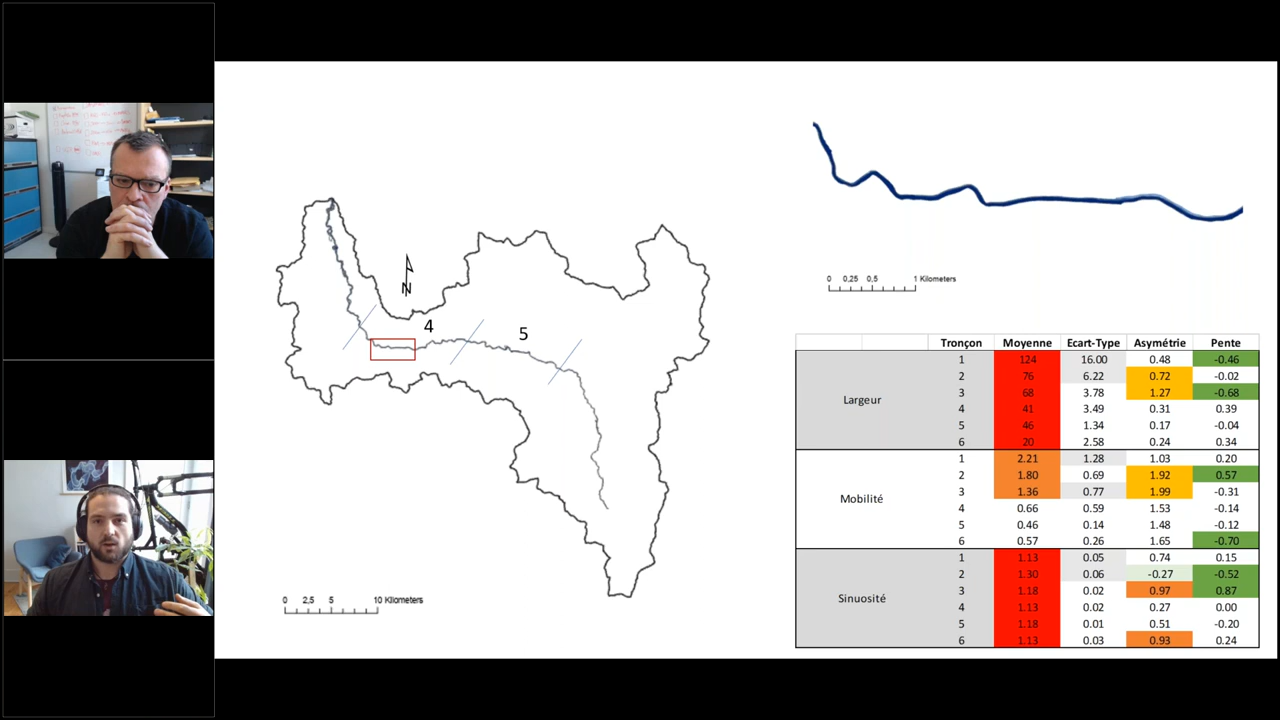 N
4
5
0 2,5 5 10 Kilometers
0 0,25 0,5 1 Kilometers
Tronçon Moyenne Ecart-Type Asymétrie Pente
Largeur
1 124 16.00 0.48 -0.46
2 76 6.22 0.72 -0.02
3 68 3.78 1.27 -0.68
4 41 3.49 0.31 0.39
5 46 1.34 0.17 -0.04
6 20 2.58 0.24 0.34
Mobilité
1 2.21 1.28 1.03 0.20
2 1.80 0.69 1.92 0.57
3 1.36 0.77 1.99 -0.31
4 0.66 0.59 1.53 -0.14
5 0.46 0.14 1.48 -0.12
6 0.57 0.26 1.65 -0.70
Sinuosité
1 1.13 0.05 0.74 0.15
2 1.30 0.06 -0.27 -0.52
3 1.18 0.02 0.97 0.87
4 1.13 0.02 0.27 0.00
5 1.18 0.01 0.51 -0.20
6 1.13 0.03 0.93 0.24